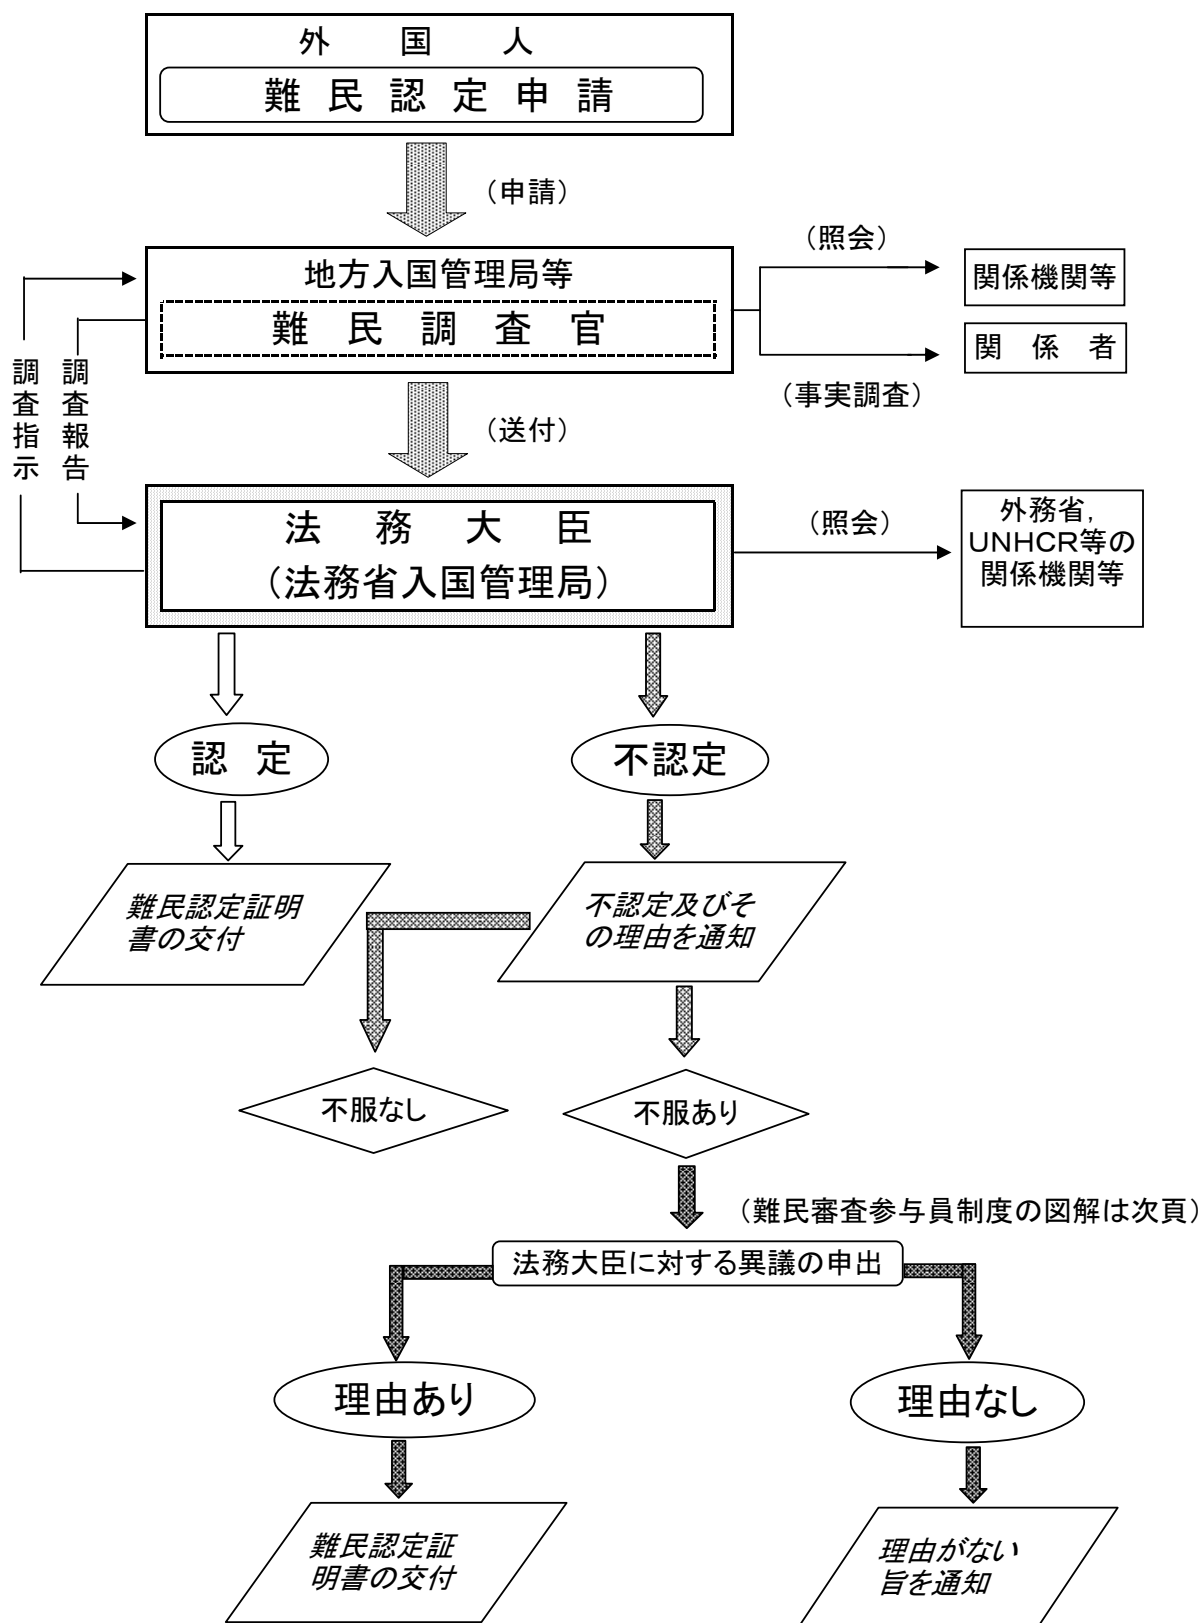 外国人
難民認定申請
（申請）
地方入国管理局等
難民調査官
（照会）
関係機関等
関係者
（事実調査）
調査指示
調査報告
（送付）
法務大臣
（法務省入国管理局）
（照会）
外務省，
ＵＮＨＣＲ等の
関係機関等
認定
不認定
難民認定証明
書の交付
不認定及びそ
の理由を通知
不服なし
不服あり
（難民審査参与員制度の図解は次頁）
法務大臣に対する異議の申出
理由あり
理由なし
難民認定証
明書の交付
理由がない
旨を通知